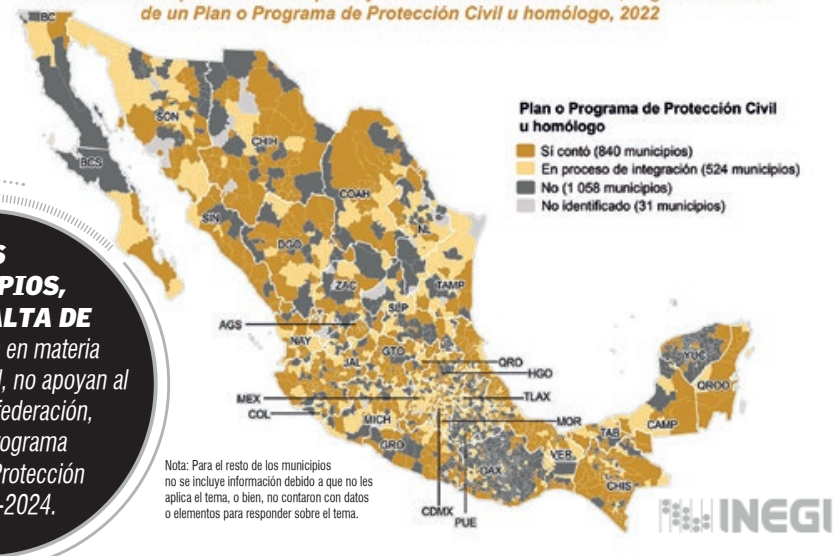 de un Plan o Programa de Protección Civil u homólogo, 2022
Plan o Programa de Protección Civil
u homólogo
Sí contó (840 municipios)
En proceso de integración (524 municipios)
No (1 058 municipios)
No identificado (31 municipios)
BC
SON
CHIH
BCS
COAH
SIN
NL
DGO
ZAC
TAMP
SLP
AGS
NAY
GTO
JAL
QRO
HGO
MEX
TLAX
COL
MICH
MOR
YUC
QROO
CAMP
TAB
VER
GRO
OAX
CHIS
CDMX
PUE
S
PIOS,
ALTA DE
en materia
, no apoyan al
federación,
rograma
Protección
-2024.
Nota: Para el resto de los municipios
no se incluye información debido a que no les
aplica el tema, o bien, no contaron con datos
o elementos para responder sobre el tema.
INEGI